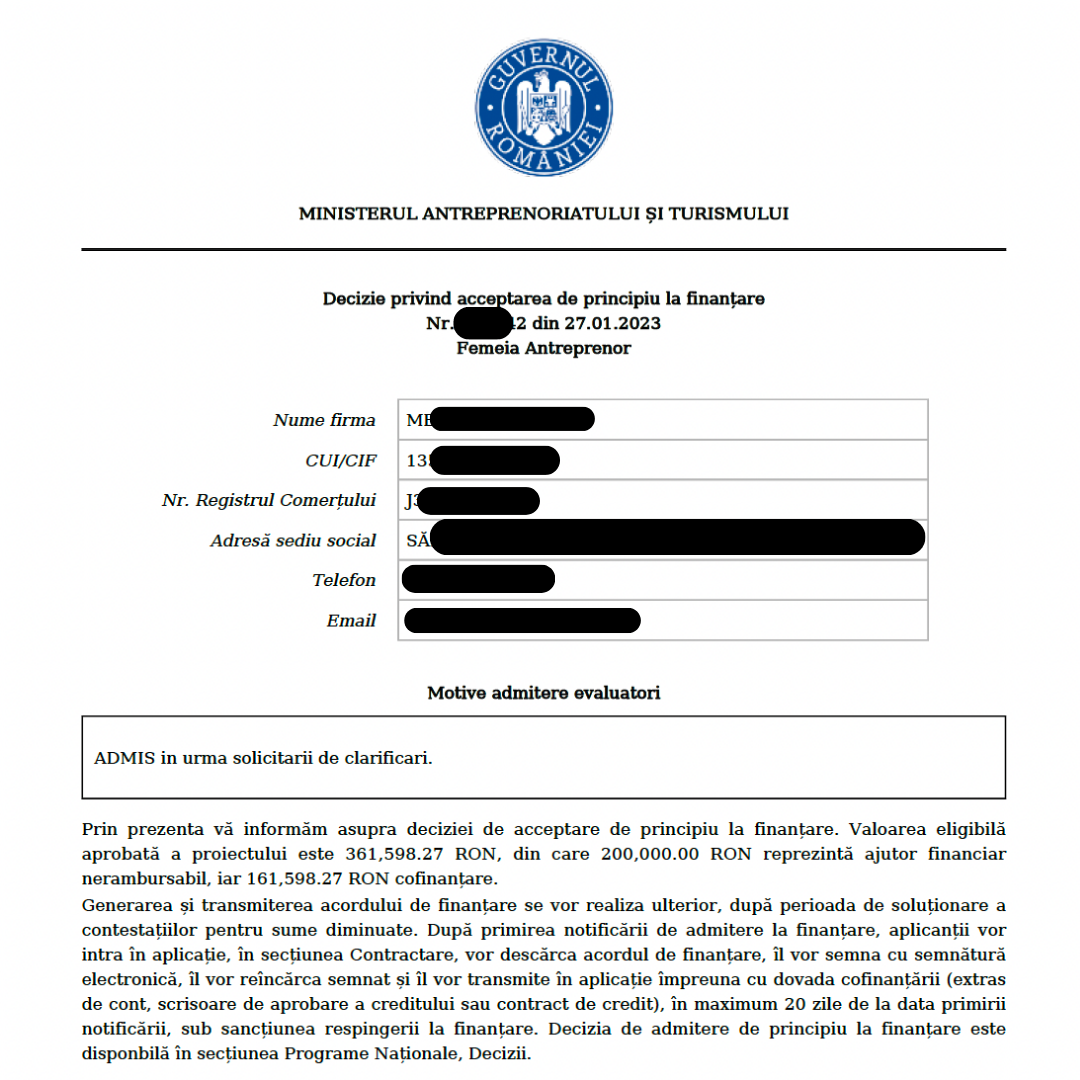 GUVERNUL ROMÂNIEI
MINISTERUL ANTREPRENORIATULUI ȘI TURISMULUI
Decizie privind acceptarea de principiu la finanțare
Nr. 42 din 27.01.2023
Femeia Antreprenor
Nume firma ME
CUI/CIF 13
Nr. Registrul Comerțului J3
Adresă sediu social SĂ
Telefon
Email
Motive admitere evaluatori
ADMIS in urma solicitarii de clarificari.
Prin prezenta vă informăm asupra deciziei de acceptare de principiu la finanțare. Valoarea eligibilă
aprobată a proiectului este 361,598.27 RON, din care 200,000.00 RON reprezintă ajutor financiar
nerambursabil, iar 161,598.27 RON cofinanțare.
Generarea și transmiterea acordului de finanțare se vor realiza ulterior, după perioada de soluționare a
contestațiilor pentru sume diminuate. După primirea notificării de admitere la finanțare, aplicanții vor
intra în aplicație, în secțiunea Contractare, vor descărca acordul de finanțare, îl vor semna cu semnătură
electronică, îl vor reîncărca semnat și îl vor transmite în aplicație împreuna cu dovada cofinanțării (extras
de cont, scrisoare de aprobare a creditului sau contract de credit), în maximum 20 zile de la data primirii
notificării, sub sancțiunea respingerii la finanțare. Decizia de admitere de principiu la finanțare este
disponbilă în secțiunea Programe Naționale, Decizii.